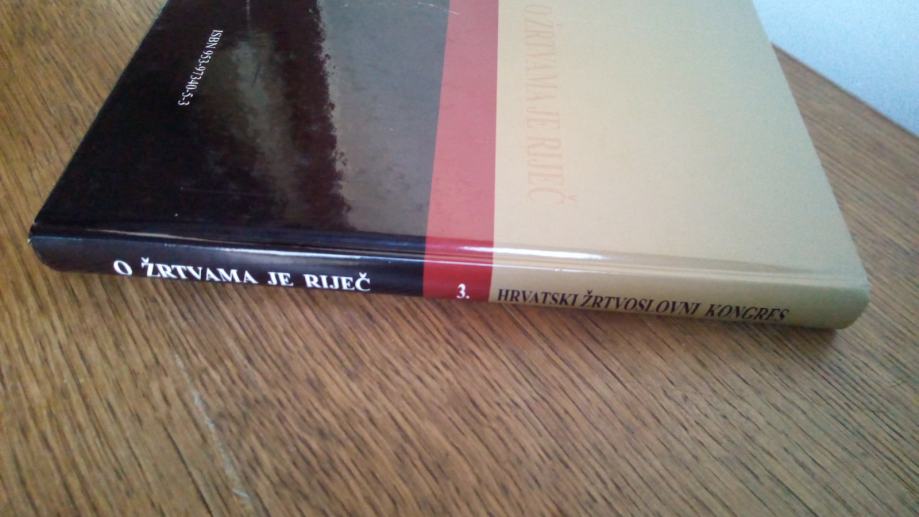 ISBN 953-97340-5-3
O ŽRTVAMA JE RIJEČ
O ŽRTVAMA JE RIJEČ
3.
HRVATSKI ŽRTVOSLOVNI KONGRES